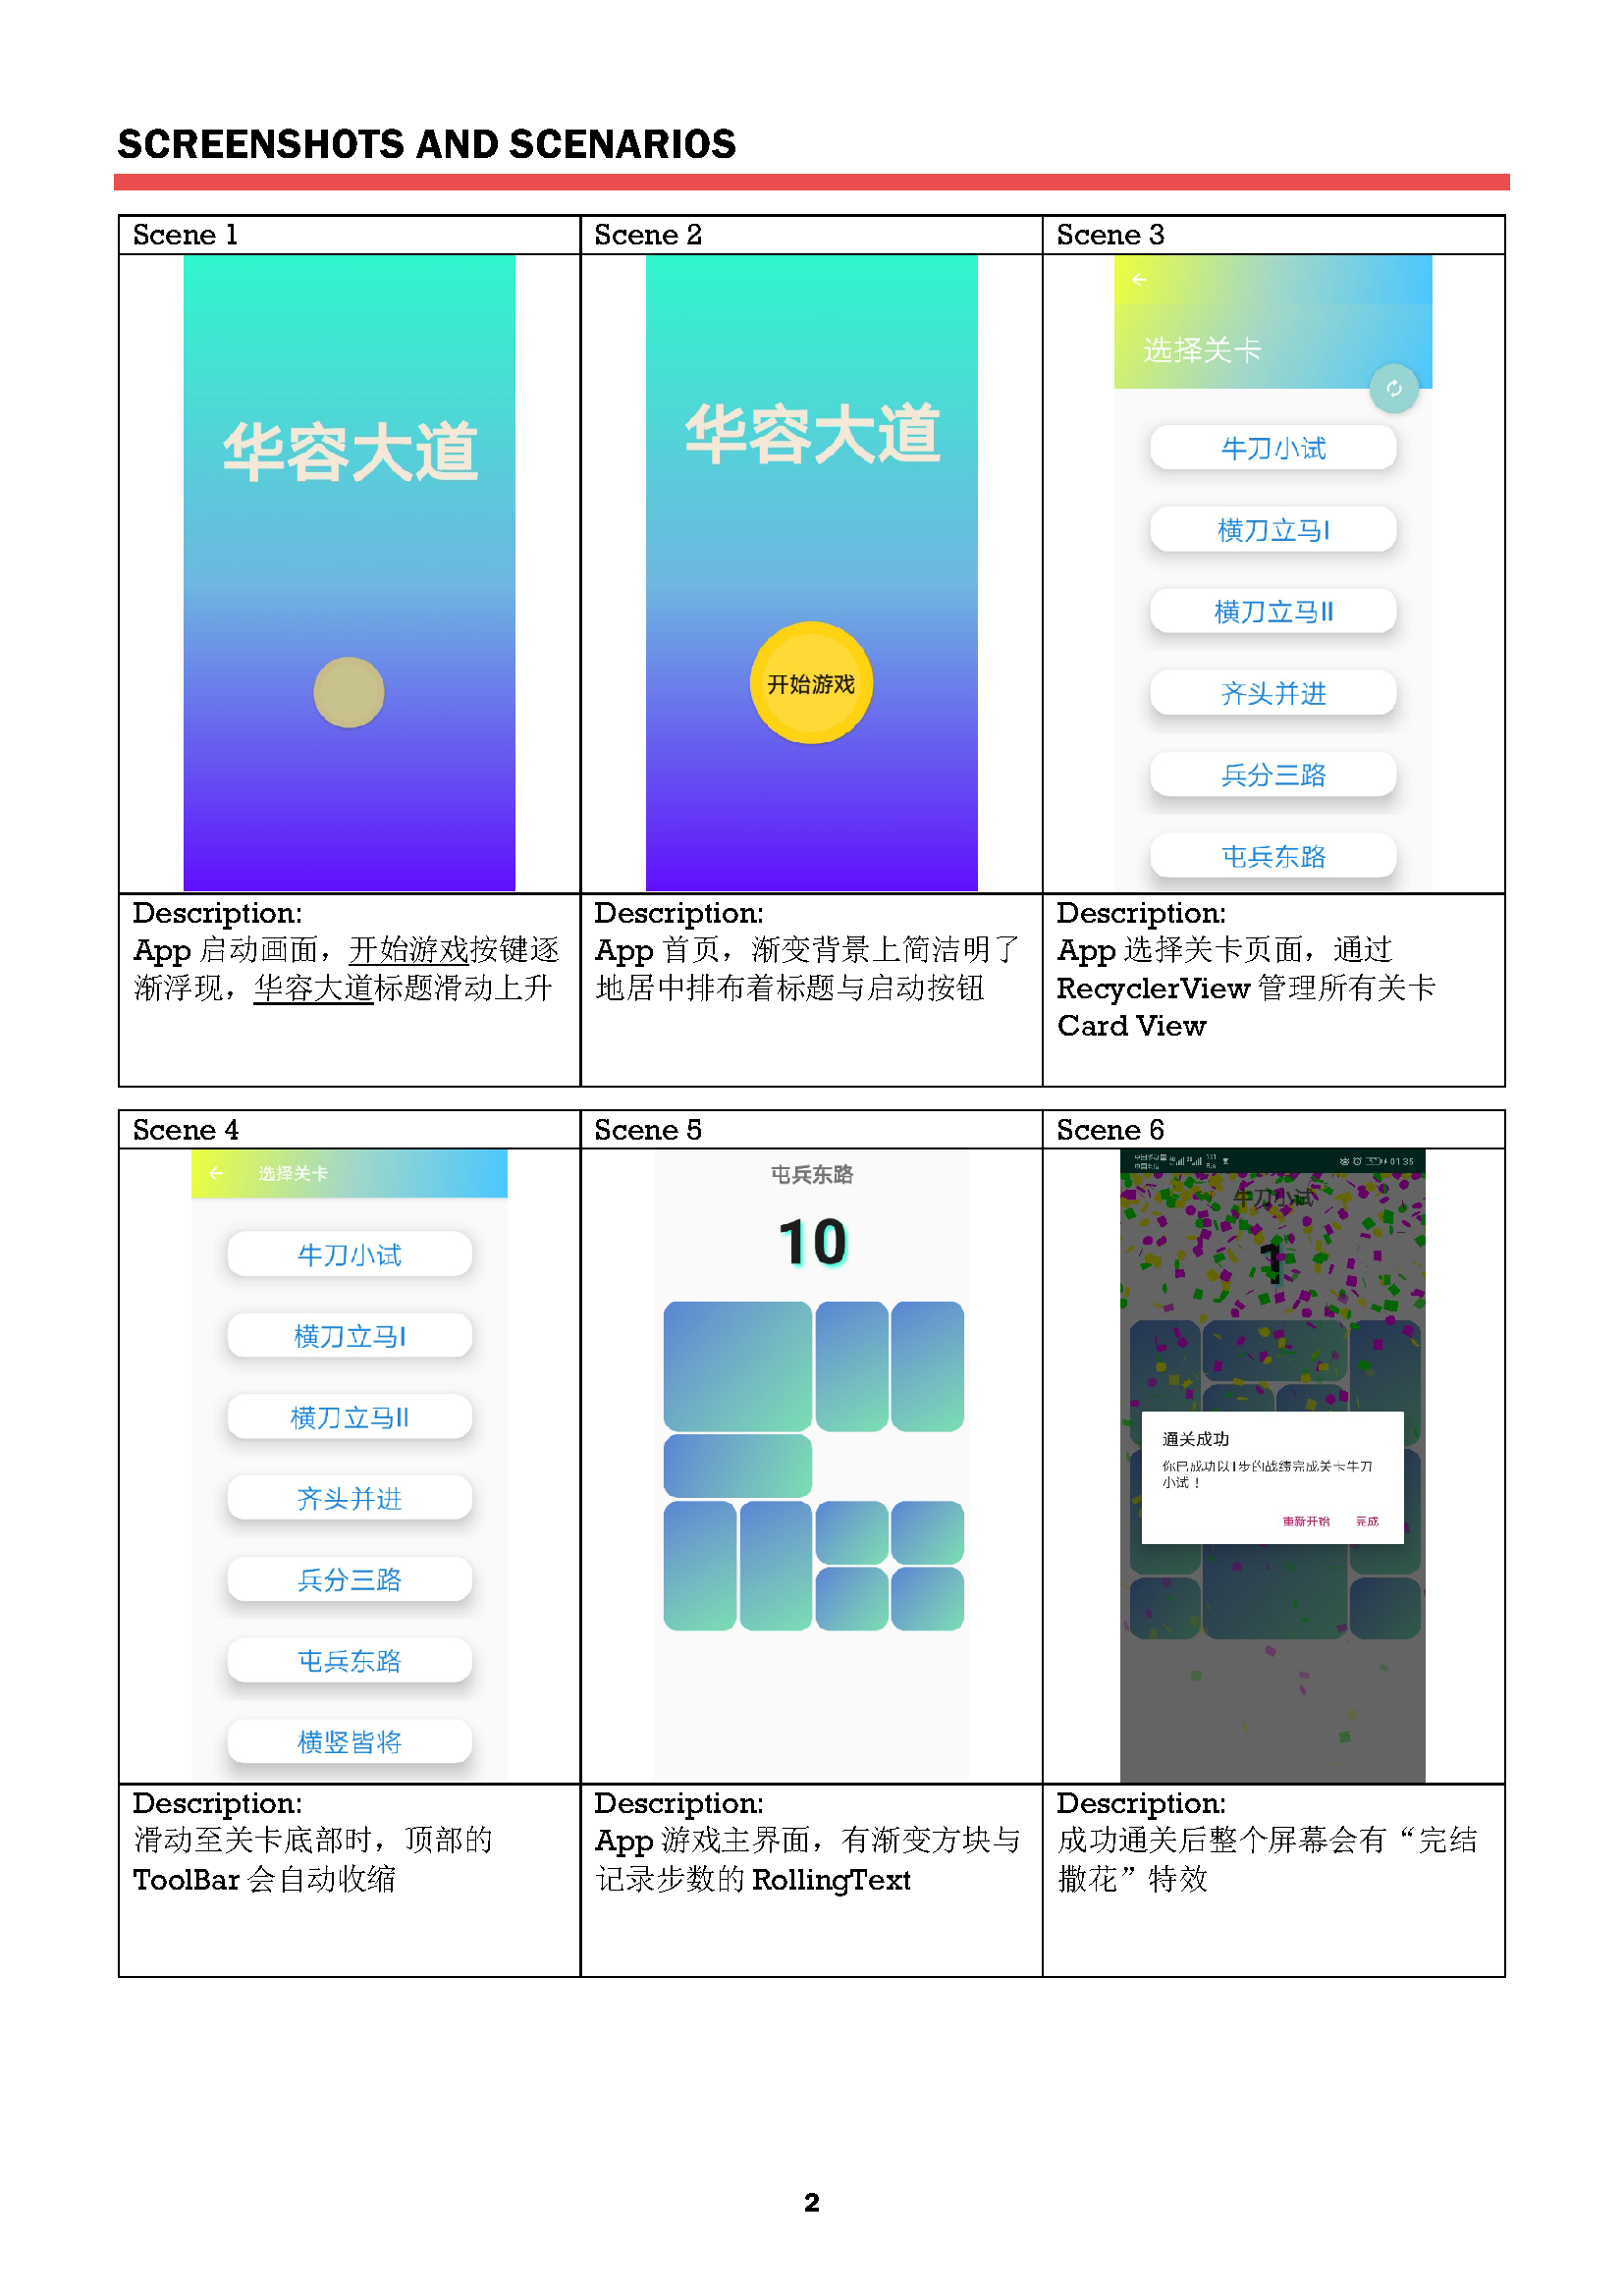 SCREENSHOTS AND SCENARIOS
Scene 1
Scene 2
Scene 3
华容大道
华容大道
开始游戏
选择关卡
牛刀小试
横刀立马I
横刀立马II
齐头并进
兵分三路
屯兵东路
Description:
App 启动画面，开始游戏按键逐
渐浮现，华容大道标题滑动上升
Description:
App 首页，渐变背景上简洁明了
地居中排布着标题与启动按钮
Description:
App 选择关卡页面，通过
RecyclerView 管理所有关卡
Card View
Scene 4
Scene 5
Scene 6
选择关卡
牛刀小试
横刀立马I
横刀立马II
齐头并进
兵分三路
屯兵东路
横竖皆将
屯兵东路
10
01:35
牛刀小试
1
通关成功
你已成功以1步的战绩完成关卡牛刀
小试！
重新开始 完成
Description:
滑动至关卡底部时，顶部的
ToolBar 会自动收缩
Description:
App 游戏主界面，有渐变方块与
记录步数的 RollingText
Description:
成功通关后整个屏幕会有“完结
撒花”特效
2